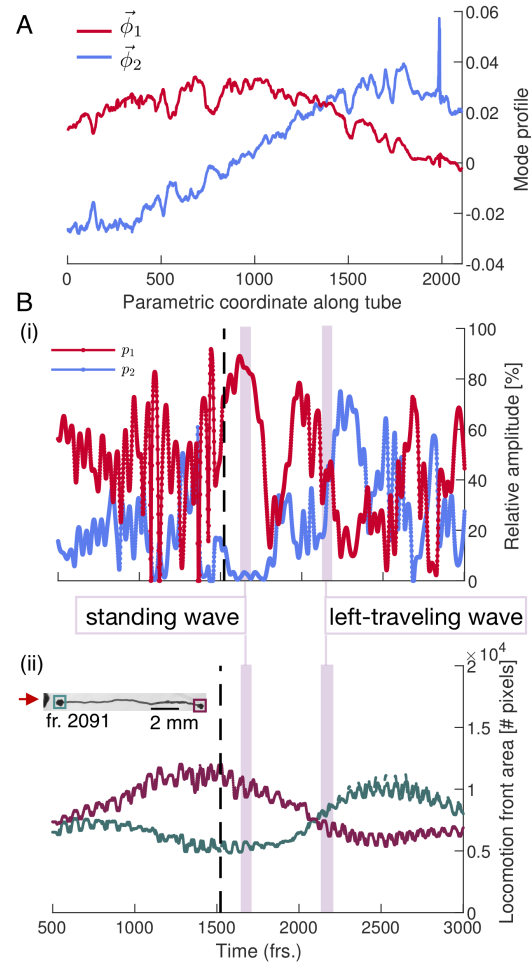 A
ϕ⃗1
ϕ⃗2
0.06
0.04
0.02
0
-0.02
-0.04
Mode profile
0
500
1000
1500
2000
Parametric coordinate along tube
B
(i)
p1
p2
100
80
60
40
20
0
Relative amplitude [%]
standing wave
left-traveling wave
(ii)
fr. 2091
2 mm
2 ×10^4
1.5
1
0.5
0
Locomotion front area [# pixels]
500
1000
1500
2000
2500
3000
Time (frs.)